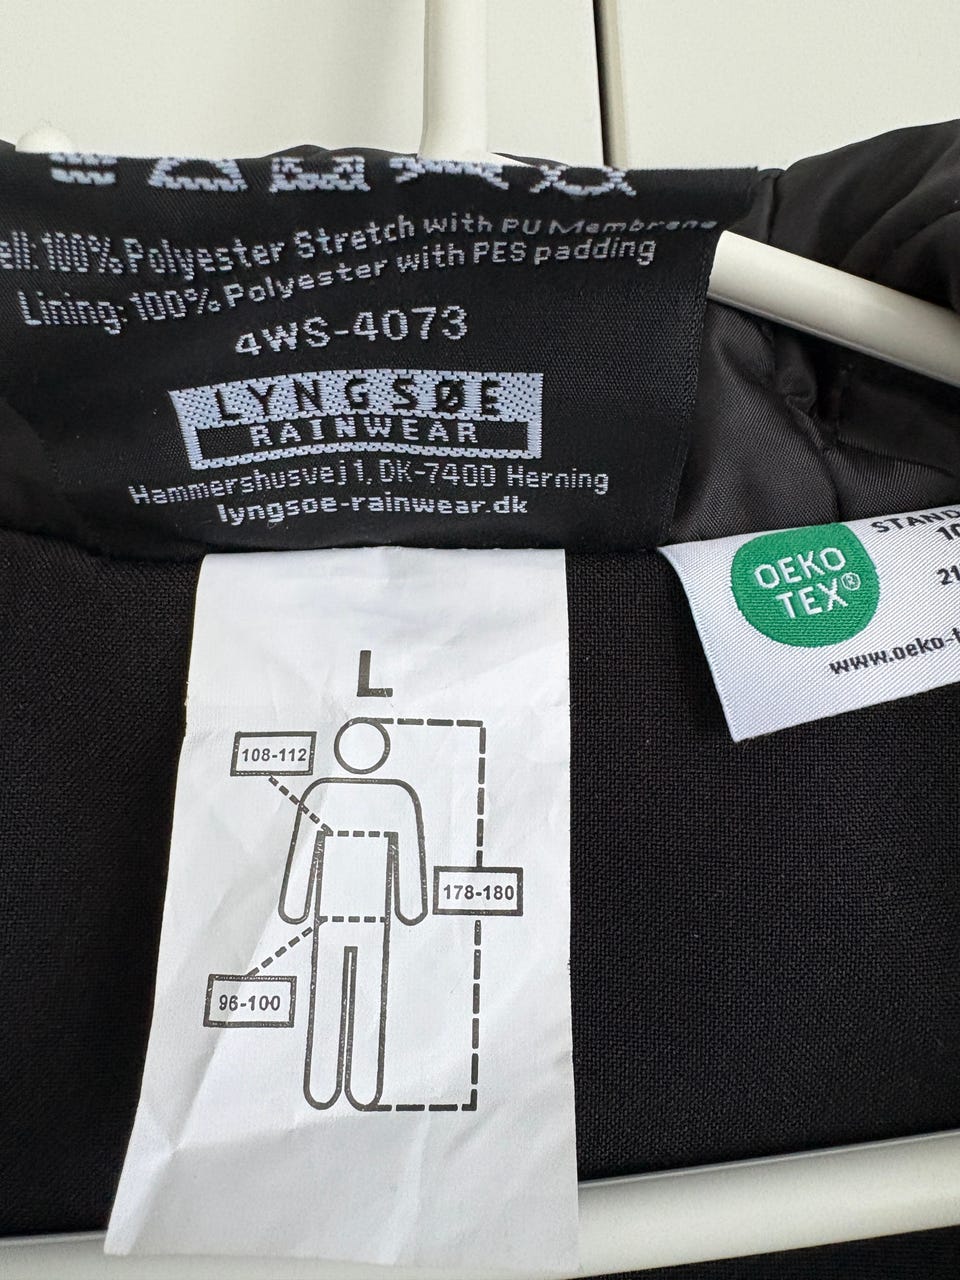 100% Polyester Stretch with PU Membrane
Lining: 100% Polyester with PES padding
4WS-4073
LYNGSØE
RAINWEAR
Hammershusvej 1, DK-7400 Herning
lyngsoe-rainwear.dk
OEKO
TEX®
www.oeko-t
L
108-112
178-180
96-100